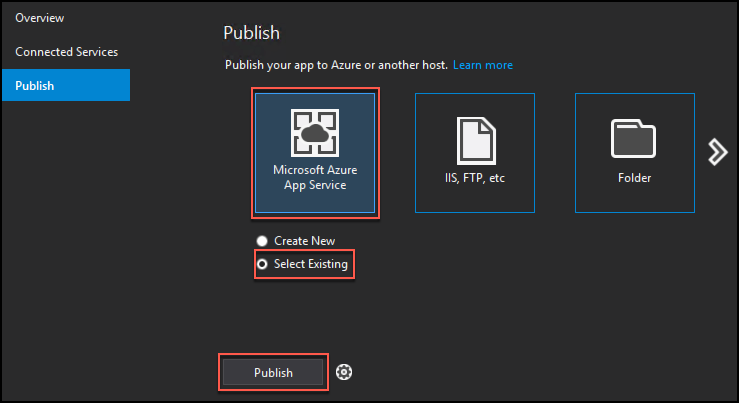 Overview
Connected Services
Publish
Publish
Publish your app to Azure or another host. Learn more
Microsoft Azure
App Service
IIS, FTP, etc
Folder
Create New
Select Existing
Publish